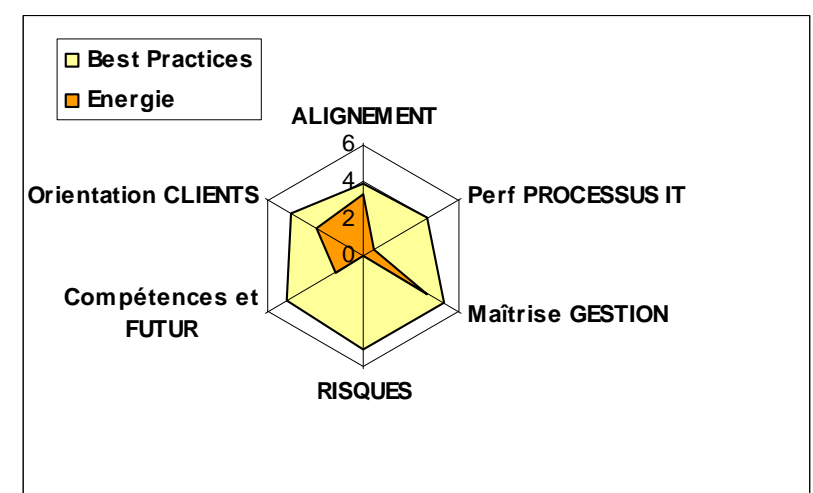 Best Practices
Energie
ALIGNEMENT
6
4
2
0
Orientation CLIENTS
Perf PROCESSUS IT
Compétences et
FUTUR
Maîtrise GESTION
RISQUES